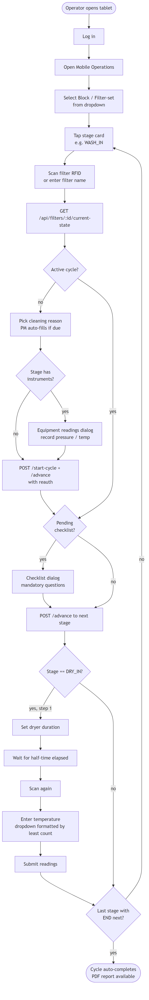 Operator opens tablet
Log in
Open Mobile Operations
Select Block / Filter-set
from dropdown
Tap stage card
e.g. WASH_IN
Scan filter RFID
or enter filter name
GET
/api/filters/:id/current-
state
Active cycle?
no
Pick cleaning reason
PM auto-fills if due
Stage has
instruments?
yes
yes
no
Equipment readings dialog
record pressure / temp
POST /start-cycle +
/advance
with reauth
Pending
checklist?
yes
no
Checklist dialog
mandatory questions
no
POST /advance to next
stage
Stage == DRY_IN?
yes, step 1
Set dryer duration
Wait for half-time elapsed
Scan again
no
Enter temperature
dropdown formatted by
least count
Submit readings
Last stage with
END next?
yes
Cycle auto-completes
PDF report available